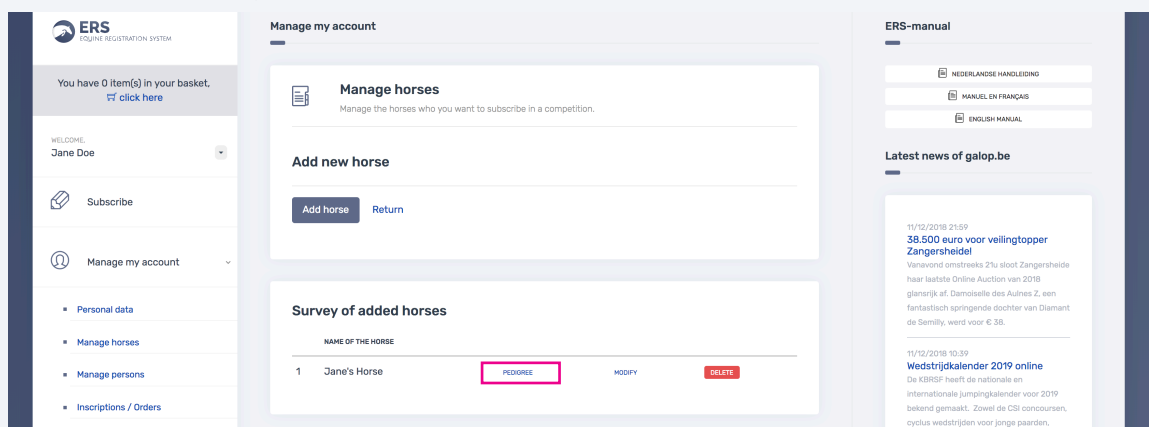 ERS
EQUINE REGISTRATION SYSTEM
You have 0 item(s) in your basket,
click here
WELCOME,
Jane Doe
Subscribe
Manage my account
Personal data
Manage horses
Manage persons
Inscriptions / Orders
Manage my account
Manage horses
Manage the horses who you want to subscribe in a competition.
Add new horse
Add horse
Return
Survey of added horses
NAME OF THE HORSE
1 Jane's Horse PEDIGREE MODIFY DELETE
ERS-manual
NEDERLANDSE HANDLEIDING
MANUEL EN FRANÇAIS
ENGLISH MANUAL
Latest news of galop.be
11/12/2018 21:59
38.500 euro voor veilingtopper
Zangersheide!
Vanavond omstreeks 21u sloot Zangersheide
haar laatste Online Auction van 2018
glansrijk af. Damoiselle des Aulnes Z, een
fantastisch springende dochter van Diamant
de Semilly, werd voor € 38.
11/12/2018 10:39
Wedstrijdkalender 2019 online
De KBRSF heeft de nationale en
internationale jumpingkalender voor 2019
bekend gemaakt. Zowel de CSI concoursen,
cyclus wedstrijden voor jonge paarden,